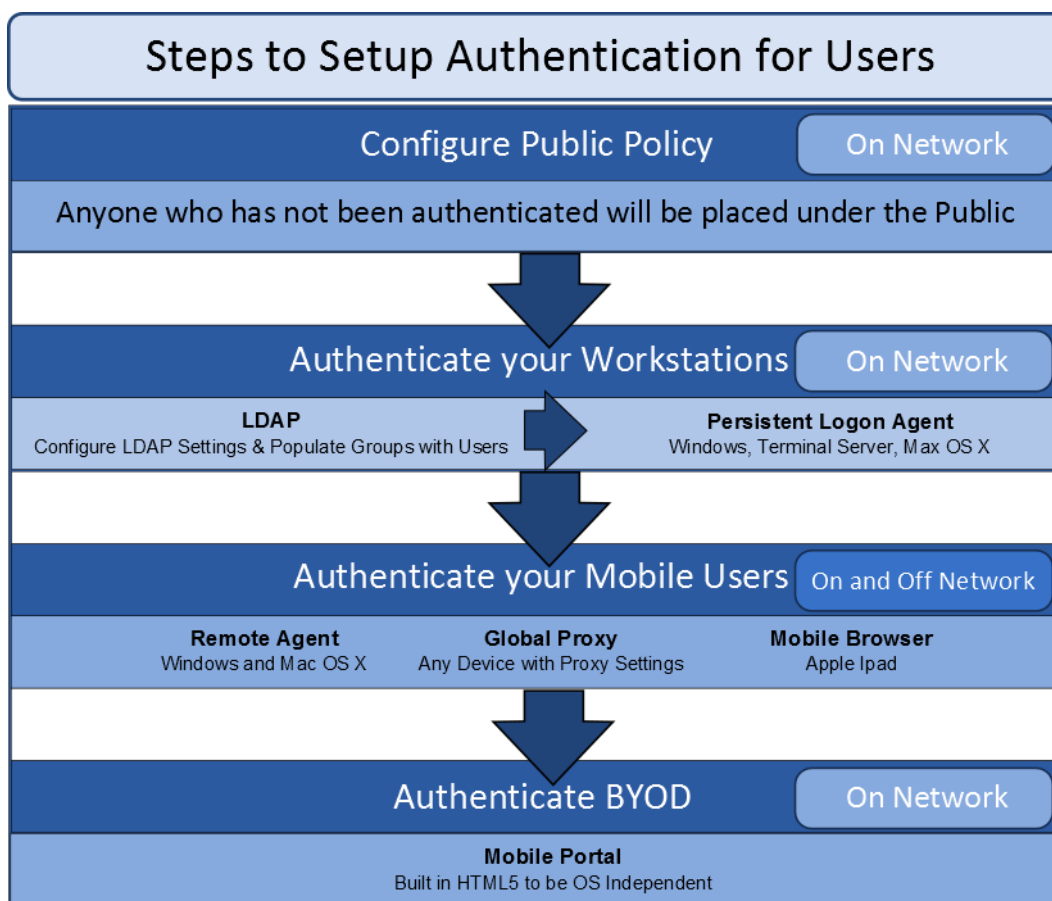 Steps to Setup Authentication for Users
Configure Public Policy
On Network
Anyone who has not been authenticated will be placed under the Public
Authenticate your Workstations
On Network
LDAP
Configure LDAP Settings & Populate Groups with Users
Persistent Logon Agent
Windows, Terminal Server, Max OS X
Authenticate your Mobile Users
On and Off Network
Remote Agent
Windows and Mac OS X
Global Proxy
Any Device with Proxy Settings
Mobile Browser
Apple Ipad
Authenticate BYOD
On Network
Mobile Portal
Built in HTML5 to be OS Independent